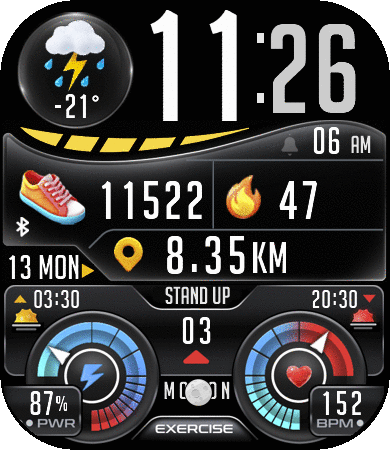 11:26
-21°
06 AM
11522
47
8.35KM
13 MON
03:30
STAND UP
20:30
03
87%
PWR
152
BPM
EXERCISE